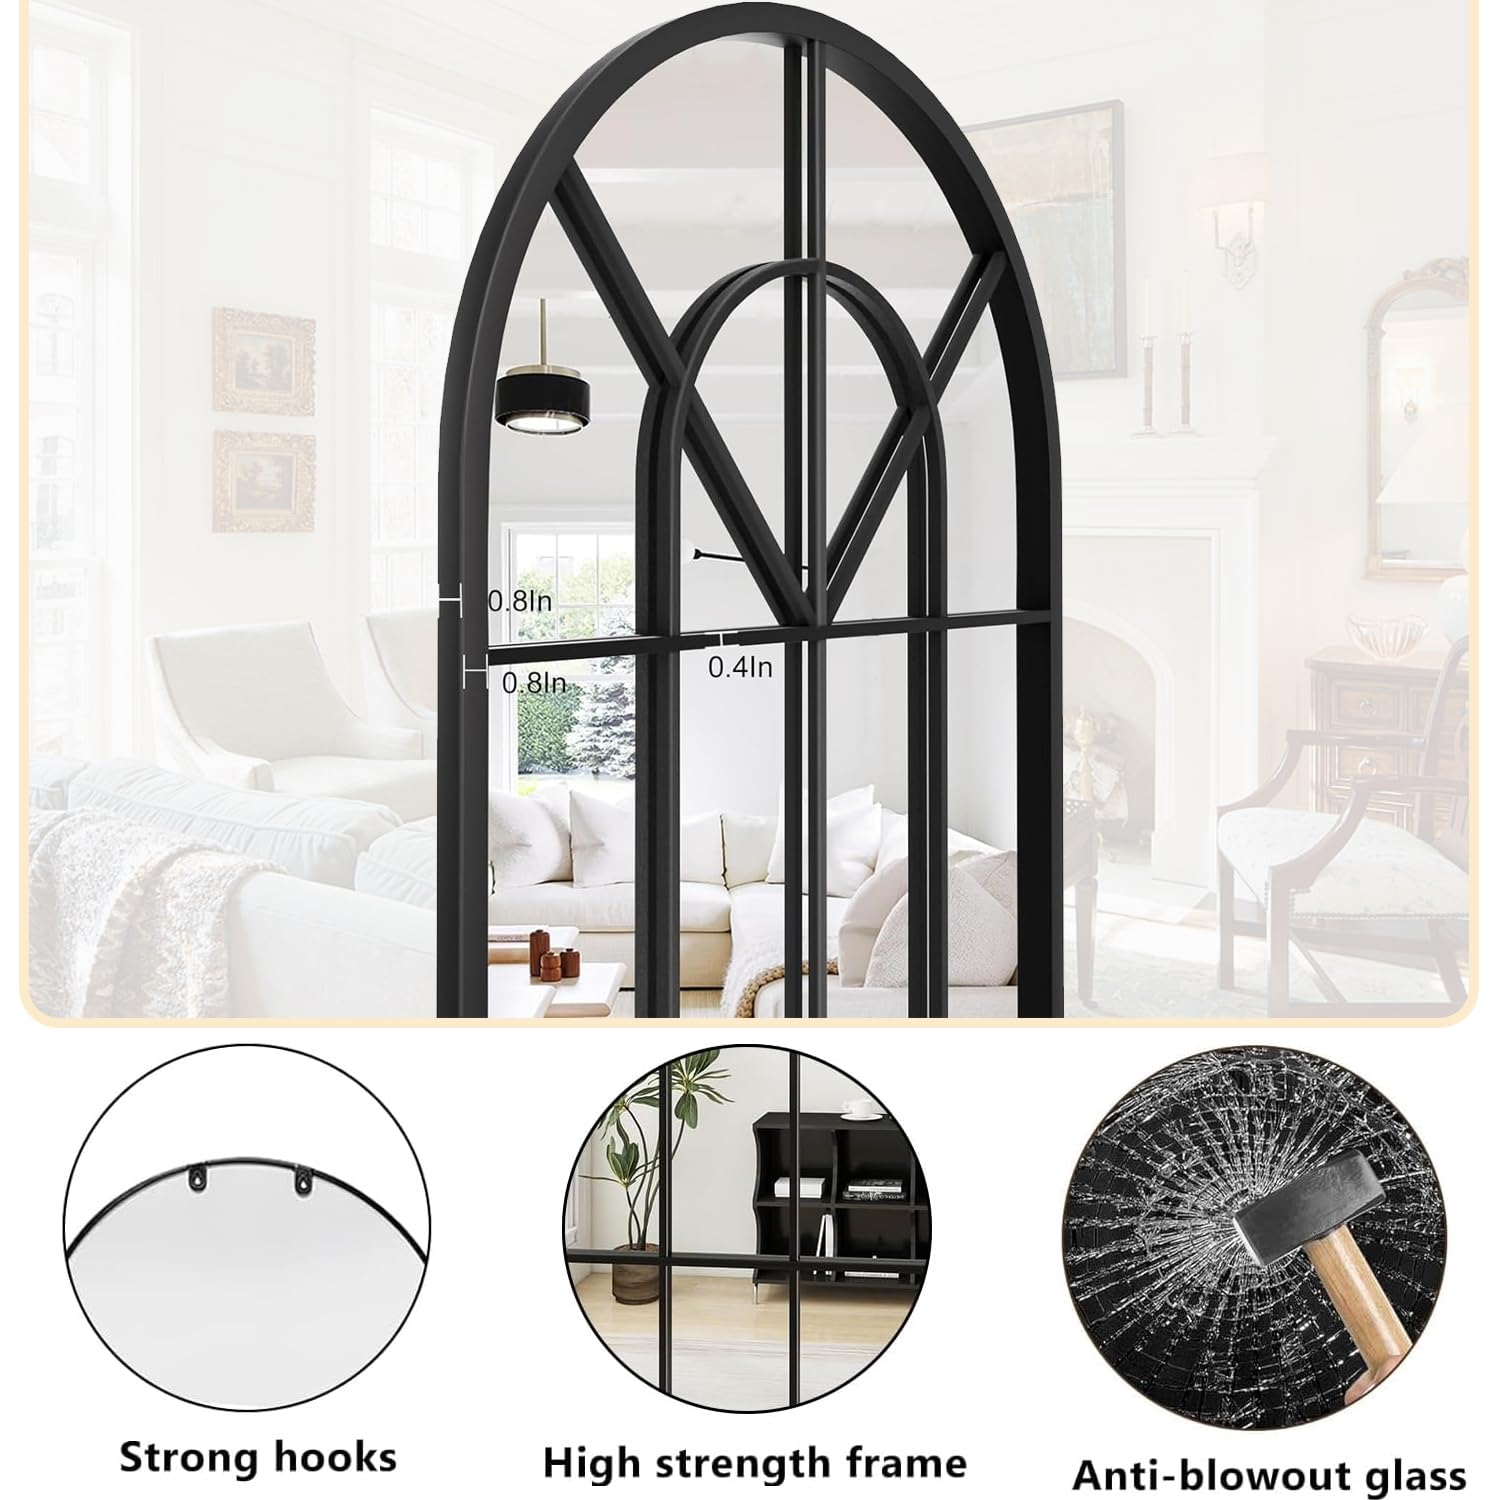 0.8In
0.8In
0.4In
Strong hooks
High strength frame
Anti-blowout glass